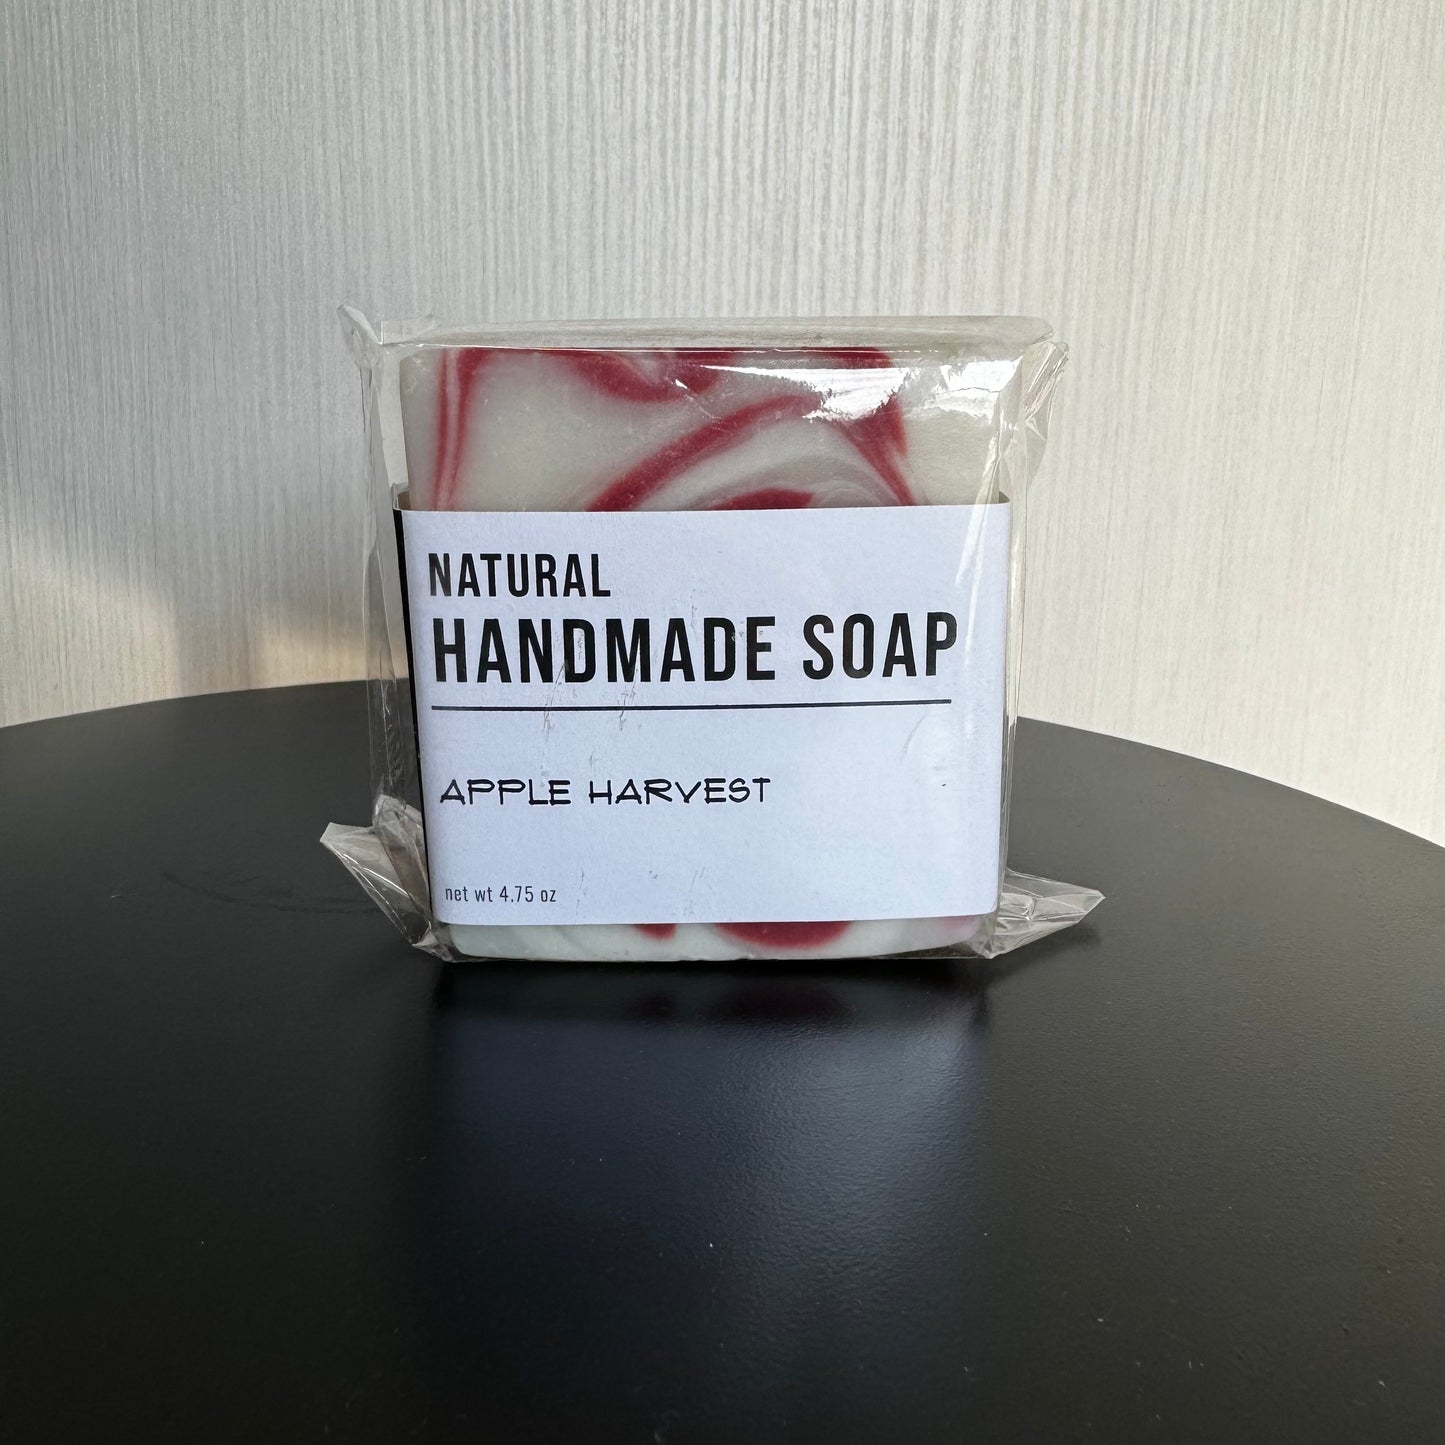 NATURAL
HANDMADE SOAP
APPLE HARVEST
net wt 4.75 oz